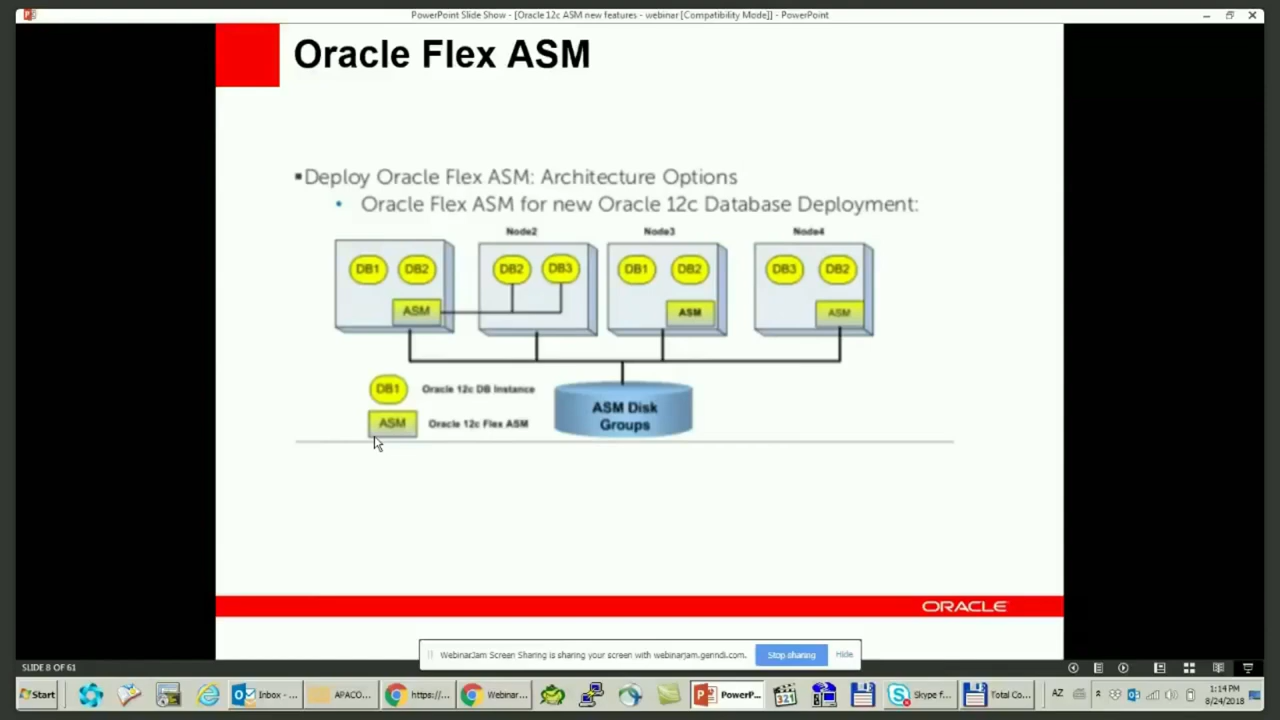 PowerPoint Slide Show - [Oracle 12c ASM new features - webinar [Compatibility Mode]] - PowerPoint
Oracle Flex ASM
Deploy Oracle Flex ASM: Architecture Options
Oracle Flex ASM for new Oracle 12c Database Deployment:
Node2 Node3 Node4
DB1 DB2 DB2 DB3 DB1 DB2 DB3 DB2
ASM ASM ASM
DB1 Oracle 12c DB Instance
ASM Oracle 12c Flex ASM
ASM Disk
Groups
ORACLE
WebinarJam Screen Sharing is sharing your screen with webinarjam.genndi.com. Stop sharing Hide
SLIDE 8 OF 61
Start Inbox - ... APACO... https://... Webinar... PowerP... 321 Skype f... Total Co... AZ 1:14 PM
8/24/2018